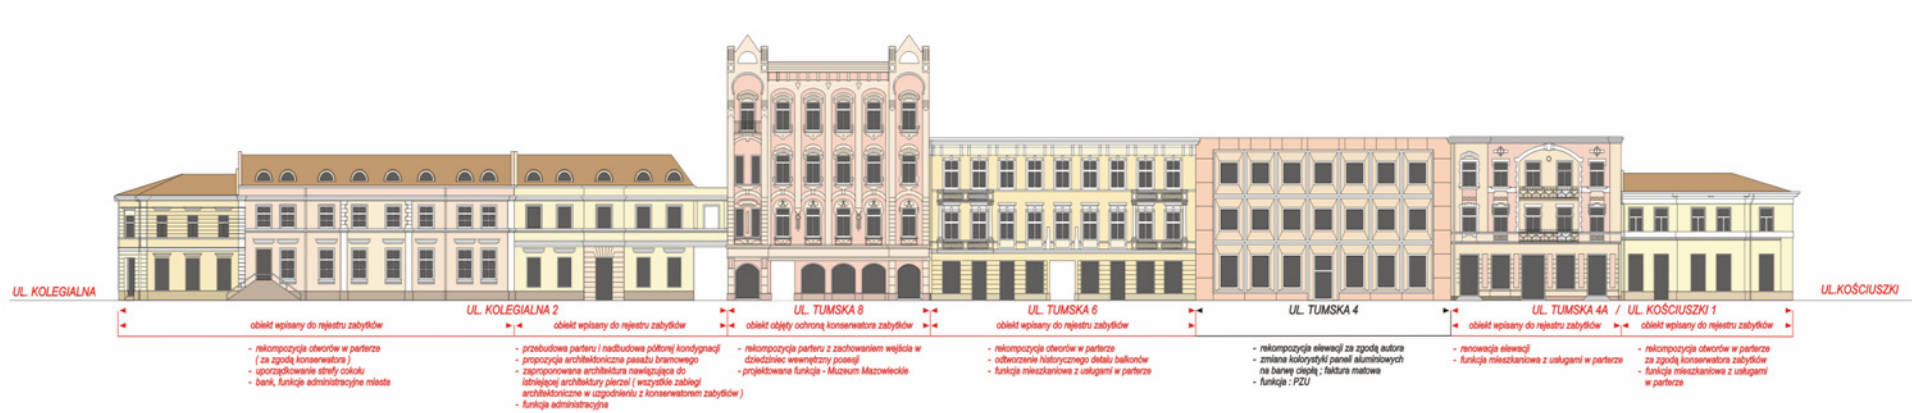 UL. KOLEGIALNA
UL.KOŚCIUSZKI
UL. KOLEGIALNA 2
obiekt wpisany do rejestru zabytków
obiekt wpisany do rejestru zabytków
- rekompozycja otworów w parterze
( za zgodą konserwatora )
- uporządkowanie strefy cokołu
- bank, funkcje administracyjne miasta
- przebudowa parteru i nadbudowa półtorej kondygnacji
- propozycja architektoniczna pasażu bramowego
- zaproponowana architektura nawiązująca do
istniejącej architektury pierzei ( wszystkie zabiegi
architektoniczne w uzgodnieniu z konserwatorem zabytków )
- funkcja administracyjna
UL. TUMSKA 8
obiekt objęty ochroną konserwatora zabytków
- rekompozycja parteru z zachowaniem wejścia w
dziedziniec wewnętrzny posesji
- projektowana funkcja - Muzeum Mazowieckie
UL. TUMSKA 6
obiekt wpisany do rejestru zabytków
- rekompozycja otworów w parterze
- odtworzenie historycznego detalu balkonów
- funkcja mieszkaniowa z usługami w parterze
UL. TUMSKA 4
- rekompozycja elewacji za zgodą autora
- zmiana kolorystyki paneli aluminiowych
na barwę ciepłą ; faktura matowa
- funkcja : PZU
UL. TUMSKA 4A / UL. KOŚCIUSZKI 1
obiekt wpisany do rejestru zabytków
obiekt wpisany do rejestru zabytków
- renowacja elewacji
- funkcja mieszkaniowa z usługami w parterze
- rekompozycja otworów w parterze
za zgodą konserwatora zabytków
- funkcja mieszkaniowa z usługami
w parterze